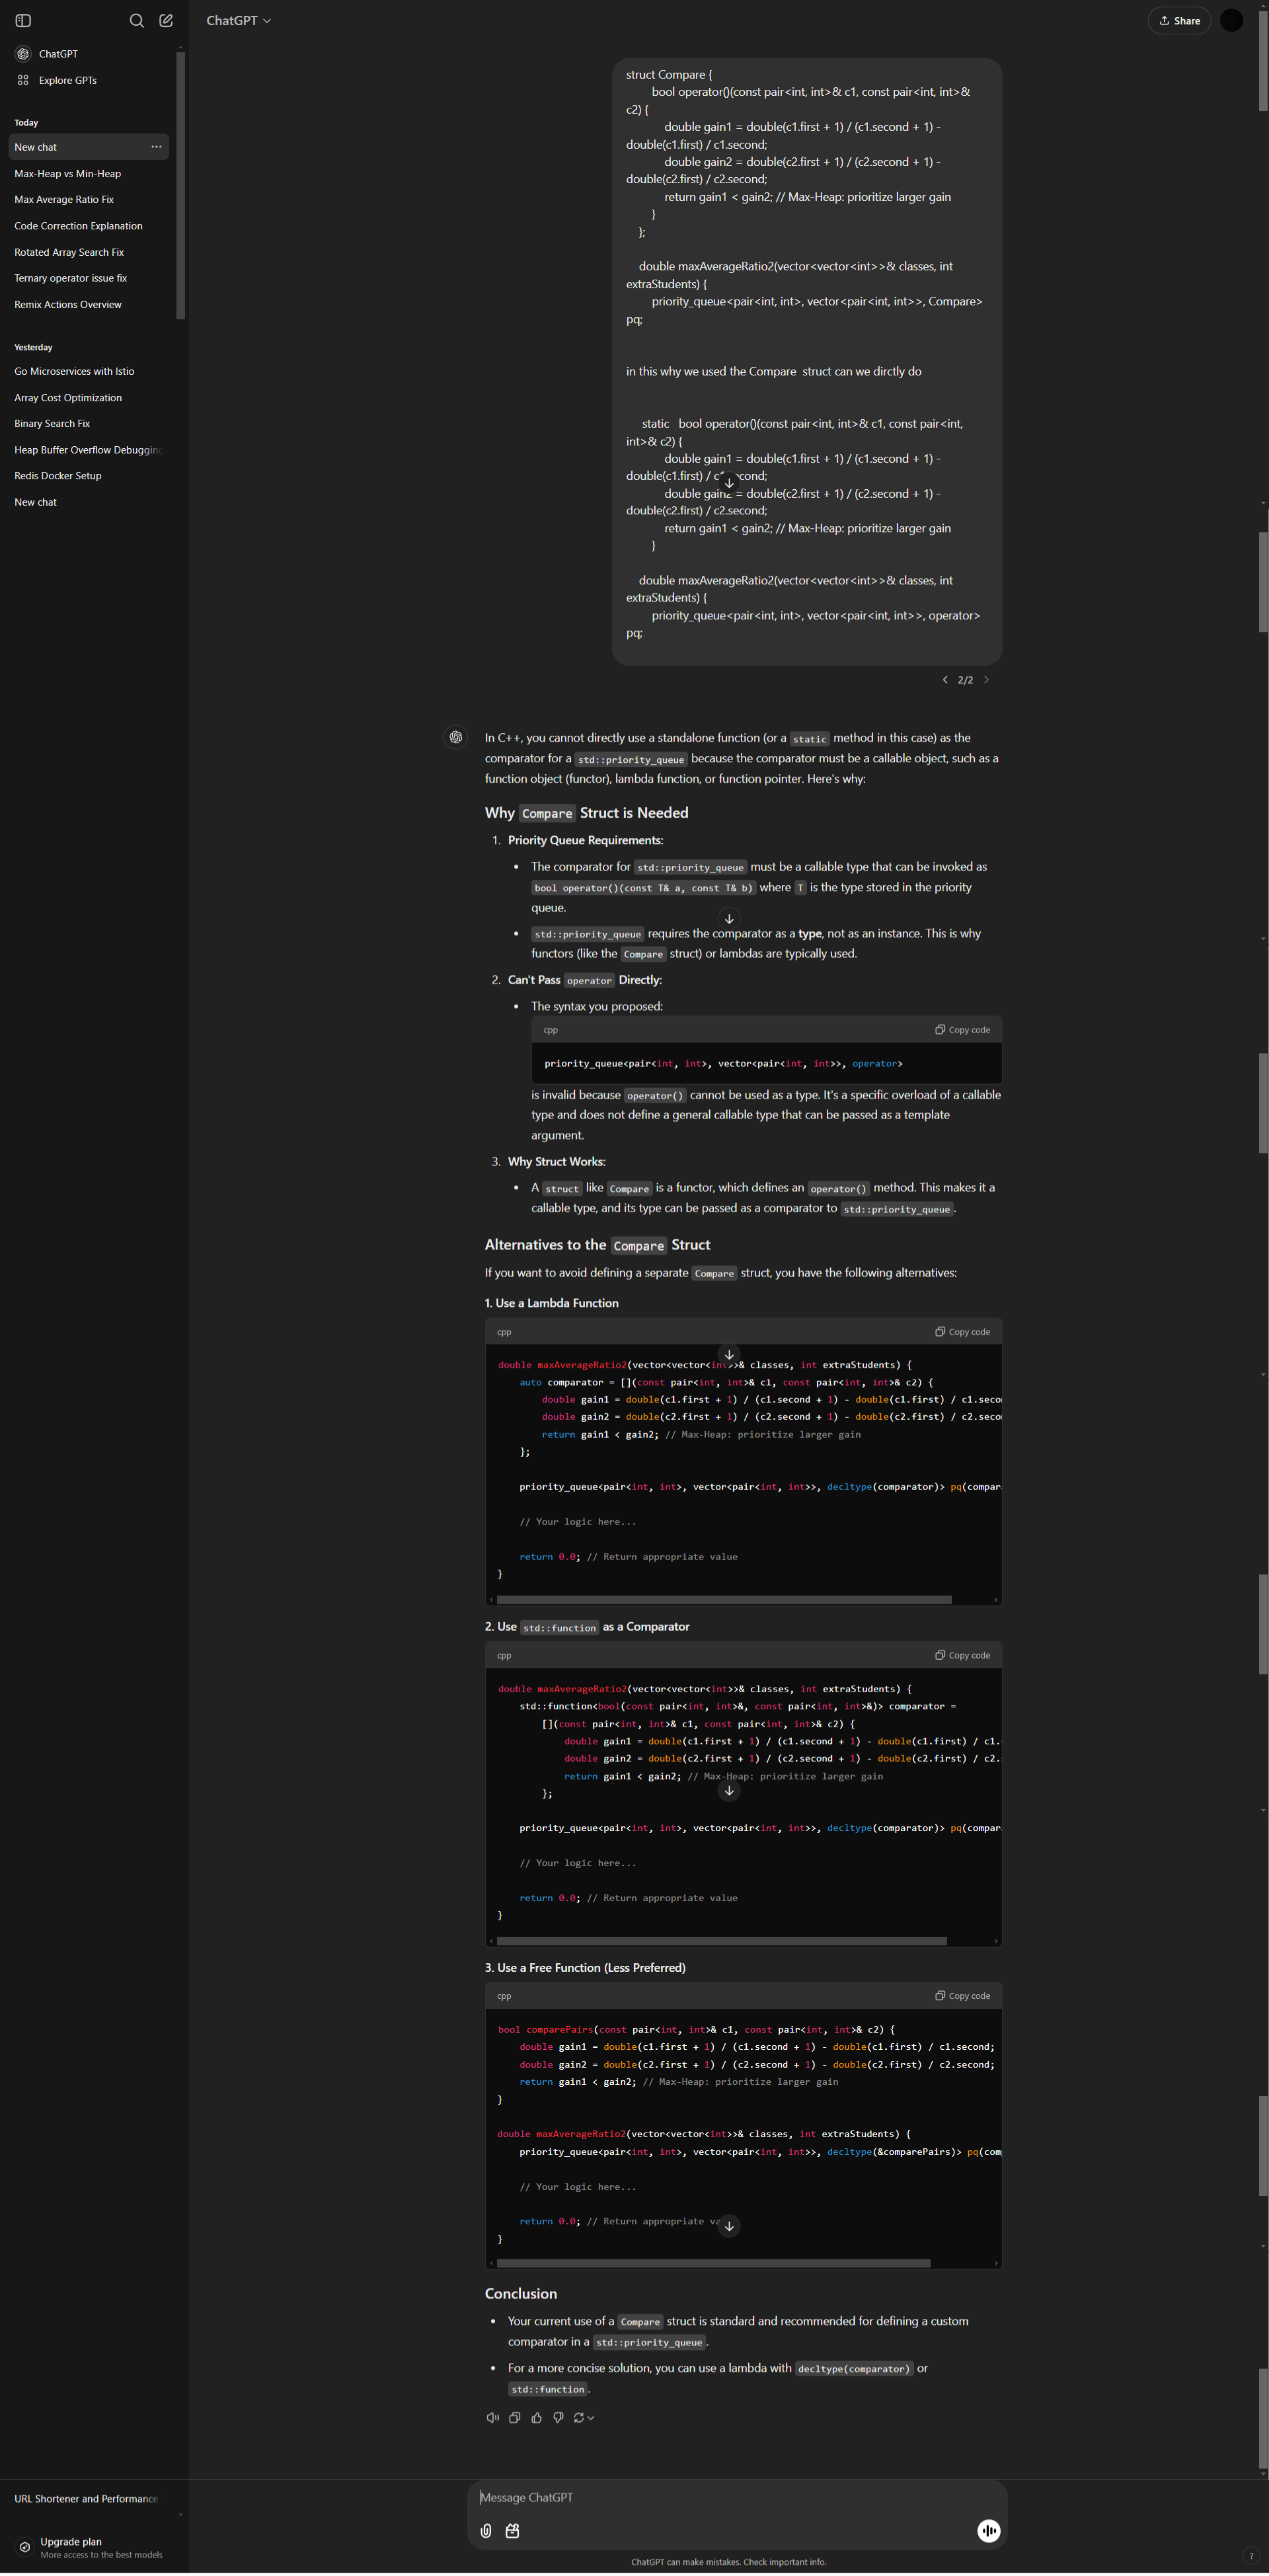 ChatGPT
Share
ChatGPT
Explore GPTs
Today
New chat
Max-Heap vs Min-Heap
Max Average Ratio Fix
Code Correction Explanation
Rotated Array Search Fix
Ternary operator issue fix
Remix Actions Overview
Yesterday
Go Microservices with Istio
Array Cost Optimization
Binary Search Fix
Heap Buffer Overflow Debugging
Redis Docker Setup
New chat
struct Compare {
bool operator()(const pair<int, int>& c1, const pair<int, int>&
c2) {
double gain1 = double(c1.first + 1) / (c1.second + 1) -
double(c1.first) / c1.second;
double gain2 = double(c2.first + 1) / (c2.second + 1) -
double(c2.first) / c2.second;
return gain1 < gain2; // Max-Heap: prioritize larger gain
}
};
double maxAverageRatio2(vector<vector<int>>& classes, int
extraStudents) {
priority_queue<pair<int, int>, vector<pair<int, int>>, Compare>
pq;
in this why we used the Compare  struct can we dirctly do
static   bool operator()(const pair<int, int>& c1, const pair<int,
int>& c2) {
double gain1 = double(c1.first + 1) / (c1.second + 1) -
double(c1.first) / c1.second;
double gain2 = double(c2.first + 1) / (c2.second + 1) -
double(c2.first) / c2.second;
return gain1 < gain2; // Max-Heap: prioritize larger gain
}
double maxAverageRatio2(vector<vector<int>>& classes, int
extraStudents) {
priority_queue<pair<int, int>, vector<pair<int, int>>, operator>
pq;
2/2
In C++, you cannot directly use a standalone function (or a static method in this case) as the
comparator for a std::priority_queue because the comparator must be a callable object, such as a
function object (functor), lambda function, or function pointer. Here's why:
Why Compare Struct is Needed
1. Priority Queue Requirements:
• The comparator for std::priority_queue must be a callable type that can be invoked as
bool operator()(const T& a, const T& b) where T is the type stored in the priority
queue.
• std::priority_queue requires the comparator as a type, not as an instance. This is why
functors (like the Compare struct) or lambdas are typically used.
2. Can't Pass operator Directly:
• The syntax you proposed:
cpp
Copy code
priority_queue<pair<int, int>, vector<pair<int, int>>, operator>
is invalid because operator() cannot be used as a type. It's a specific overload of a callable
type and does not define a general callable type that can be passed as a template
argument.
3. Why Struct Works:
• A struct like Compare is a functor, which defines an operator() method. This makes it a
callable type, and its type can be passed as a comparator to std::priority_queue.
Alternatives to the Compare Struct
If you want to avoid defining a separate Compare struct, you have the following alternatives:
1. Use a Lambda Function
cpp
Copy code
double maxAverageRatio2(vector<vector<int>>& classes, int extraStudents) {
auto comparator = [](const pair<int, int>& c1, const pair<int, int>& c2) {
double gain1 = double(c1.first + 1) / (c1.second + 1) - double(c1.first) / c1.secon
double gain2 = double(c2.first + 1) / (c2.second + 1) - double(c2.first) / c2.secon
return gain1 < gain2; // Max-Heap: prioritize larger gain
};
priority_queue<pair<int, int>, vector<pair<int, int>>, decltype(comparator)> pq(compar
// Your logic here...
return 0.0; // Return appropriate value
}
2. Use std::function as a Comparator
cpp
Copy code
double maxAverageRatio2(vector<vector<int>>& classes, int extraStudents) {
std::function<bool(const pair<int, int>&, const pair<int, int>&)> comparator =
[](const pair<int, int>& c1, const pair<int, int>& c2) {
double gain1 = double(c1.first + 1) / (c1.second + 1) - double(c1.first) / c1.
double gain2 = double(c2.first + 1) / (c2.second + 1) - double(c2.first) / c2.
return gain1 < gain2; // Max-Heap: prioritize larger gain
};
priority_queue<pair<int, int>, vector<pair<int, int>>, decltype(comparator)> pq(compar
// Your logic here...
return 0.0; // Return appropriate value
}
3. Use a Free Function (Less Preferred)
cpp
Copy code
bool comparePairs(const pair<int, int>& c1, const pair<int, int>& c2) {
double gain1 = double(c1.first + 1) / (c1.second + 1) - double(c1.first) / c1.second;
double gain2 = double(c2.first + 1) / (c2.second + 1) - double(c2.first) / c2.second;
return gain1 < gain2; // Max-Heap: prioritize larger gain
}
double maxAverageRatio2(vector<vector<int>>& classes, int extraStudents) {
priority_queue<pair<int, int>, vector<pair<int, int>>, decltype(&comparePairs)> pq(com
// Your logic here...
return 0.0; // Return appropriate va
}
Conclusion
• Your current use of a Compare struct is standard and recommended for defining a custom
comparator in a std::priority_queue.
• For a more concise solution, you can use a lambda with decltype(comparator) or
std::function.
URL Shortener and Performance
Upgrade plan
More access to the best models
Message ChatGPT
ChatGPT can make mistakes. Check important info.
?